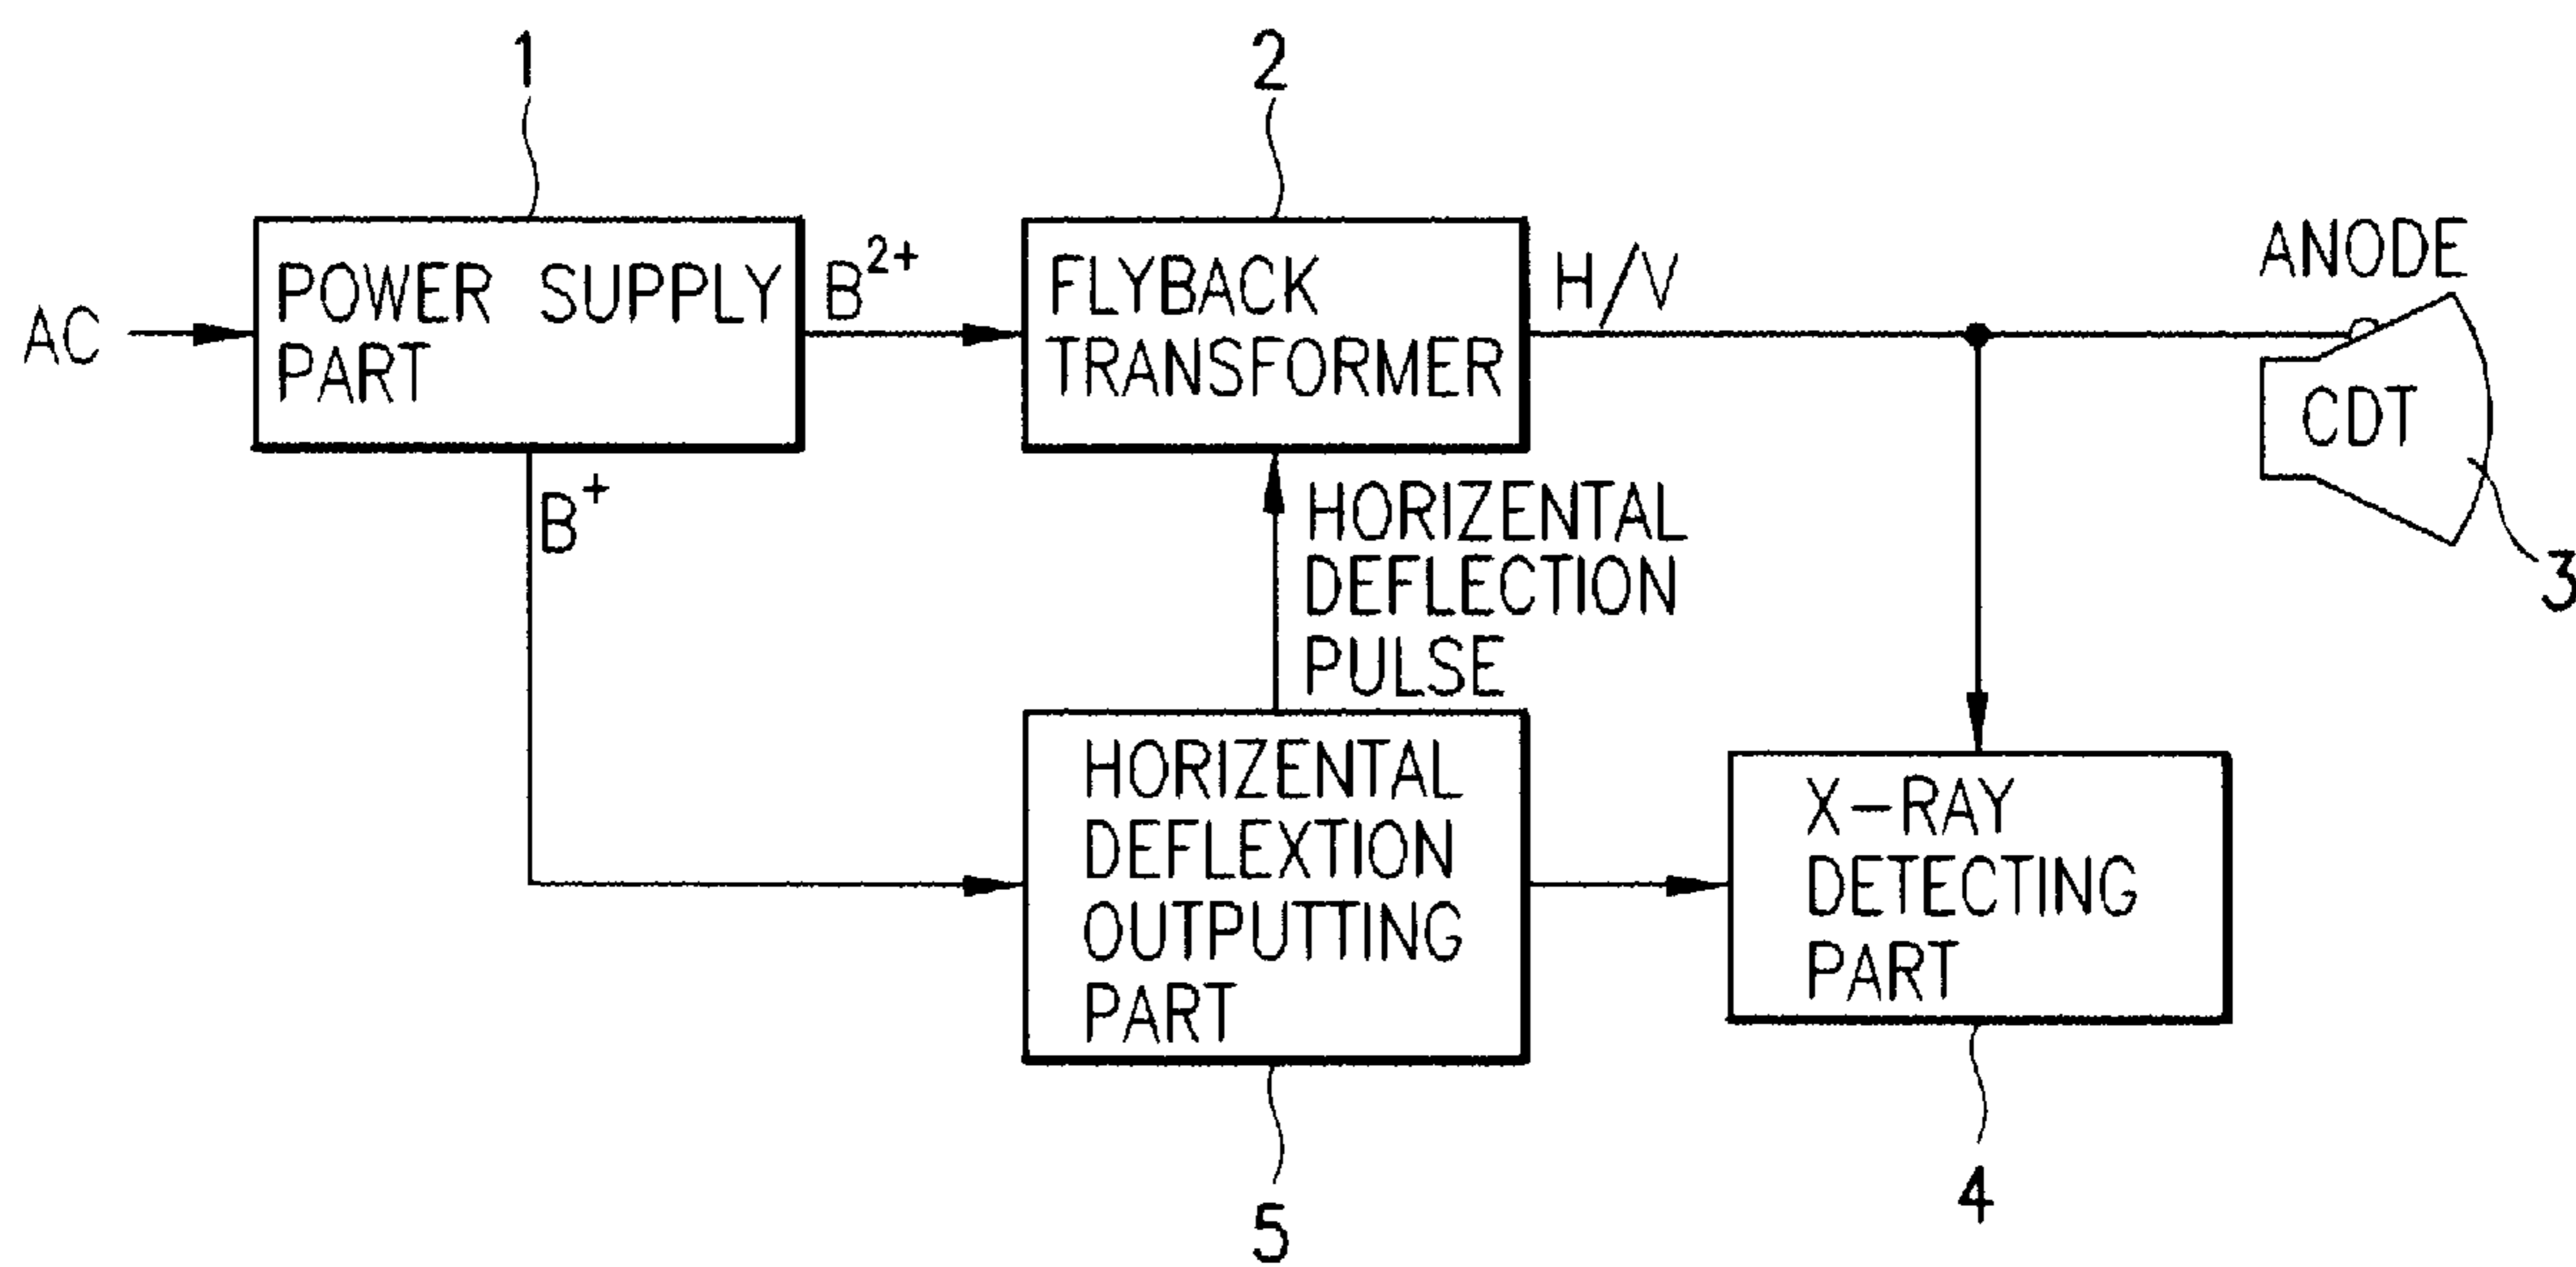 1
2
AC
POWER SUPPLY
PART
B²⁺
FLYBACK
TRANSFORMER
H/V
ANODE
CDT
3
B⁺
HORIZENTAL
DEFLECTION
PULSE
HORIZENTAL
DEFLEXTION
OUTPUTTING
PART
5
X-RAY
DETECTING
PART
4